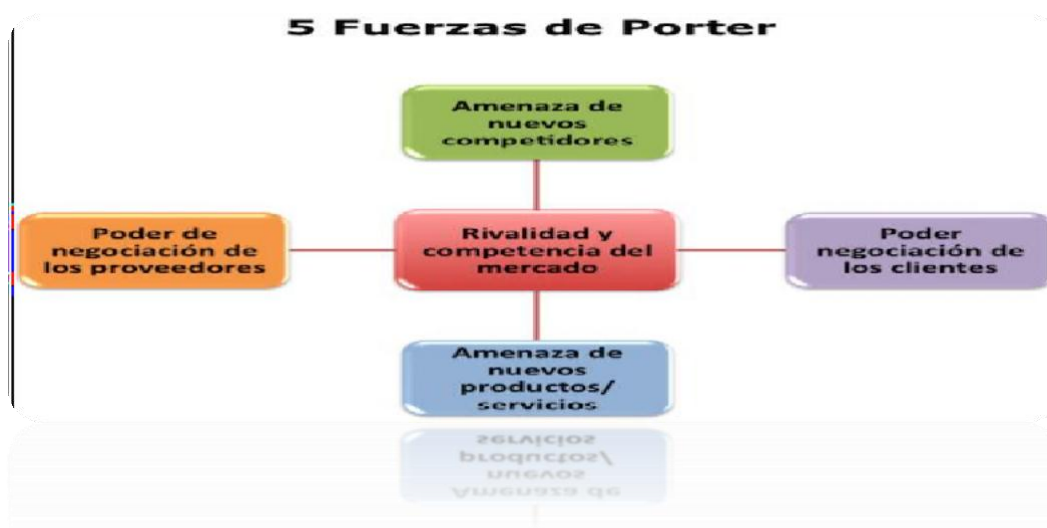 5 Fuerzas de Porter
Amenaza de
nuevos
competidores
Poder de
negociación de
los proveedores
Rivalidad y
competencia del
mercado
Poder
negociación de
los clientes
Amenaza de
nuevos
productos/
servicios